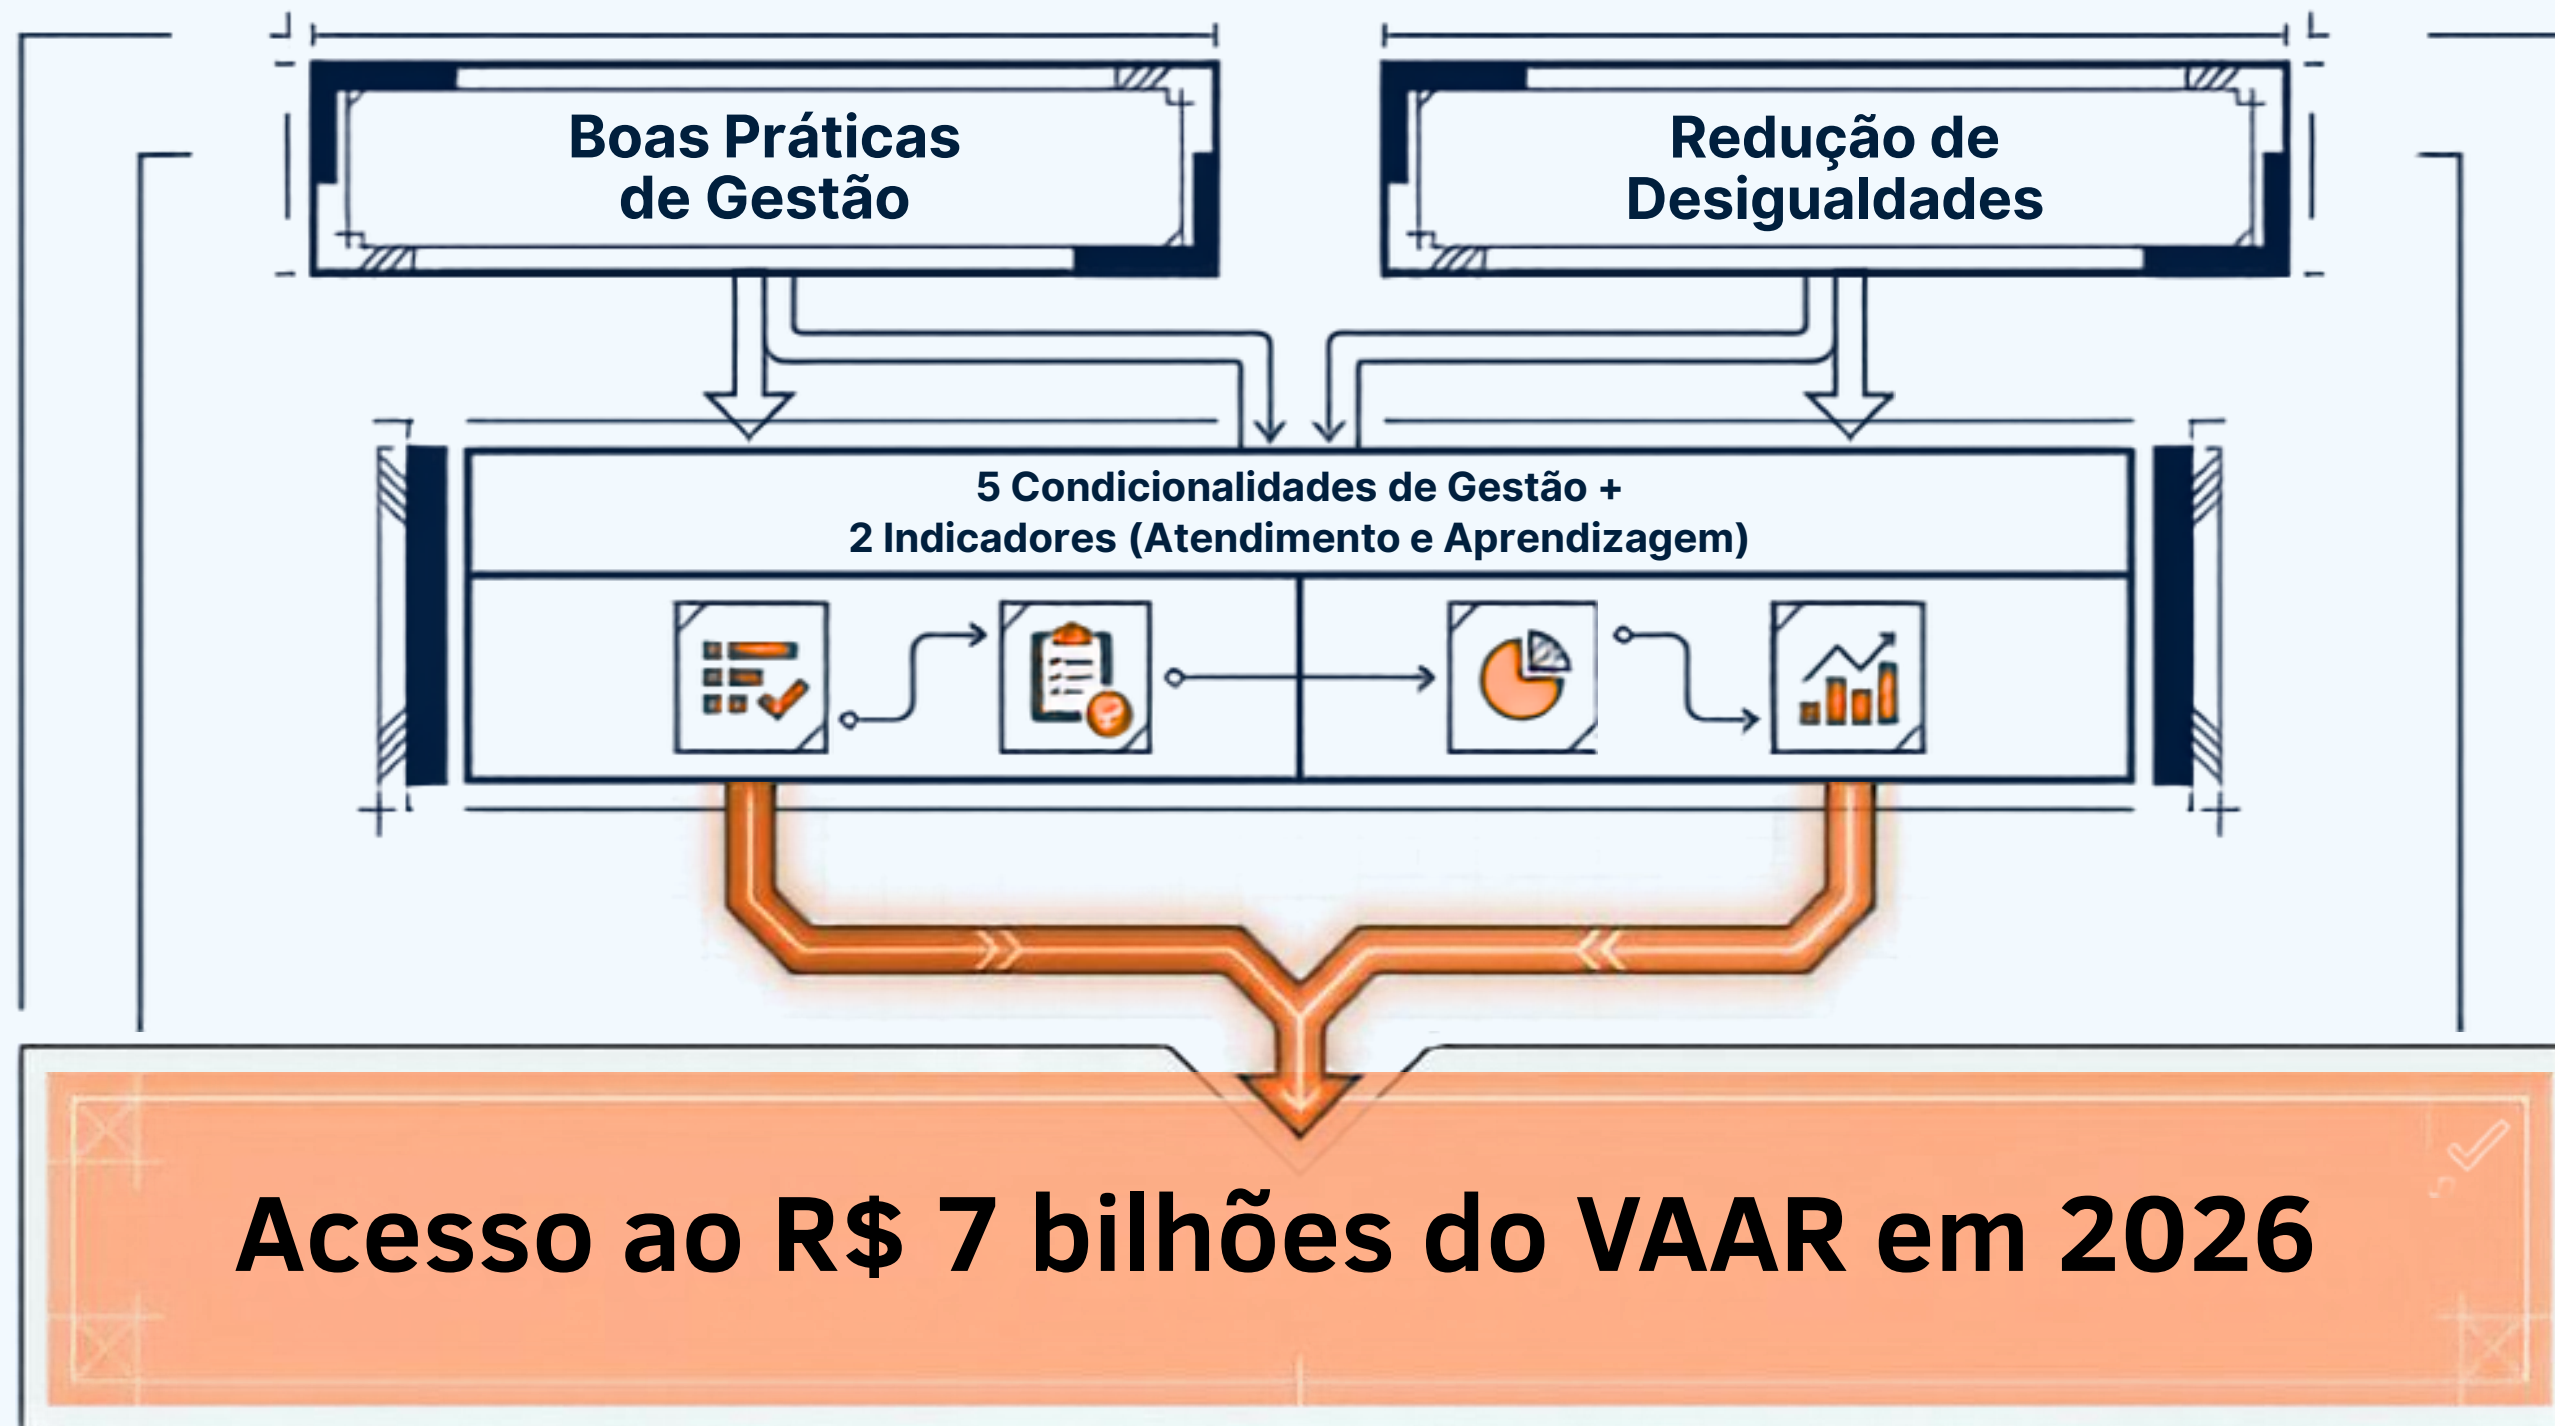 Boas Práticas
de Gestão
Redução de
Desigualdades
5 Condicionalidades de Gestão +
2 Indicadores (Atendimento e Aprendizagem)
Acesso ao R$ 7 bilhões do VAAR em 2026